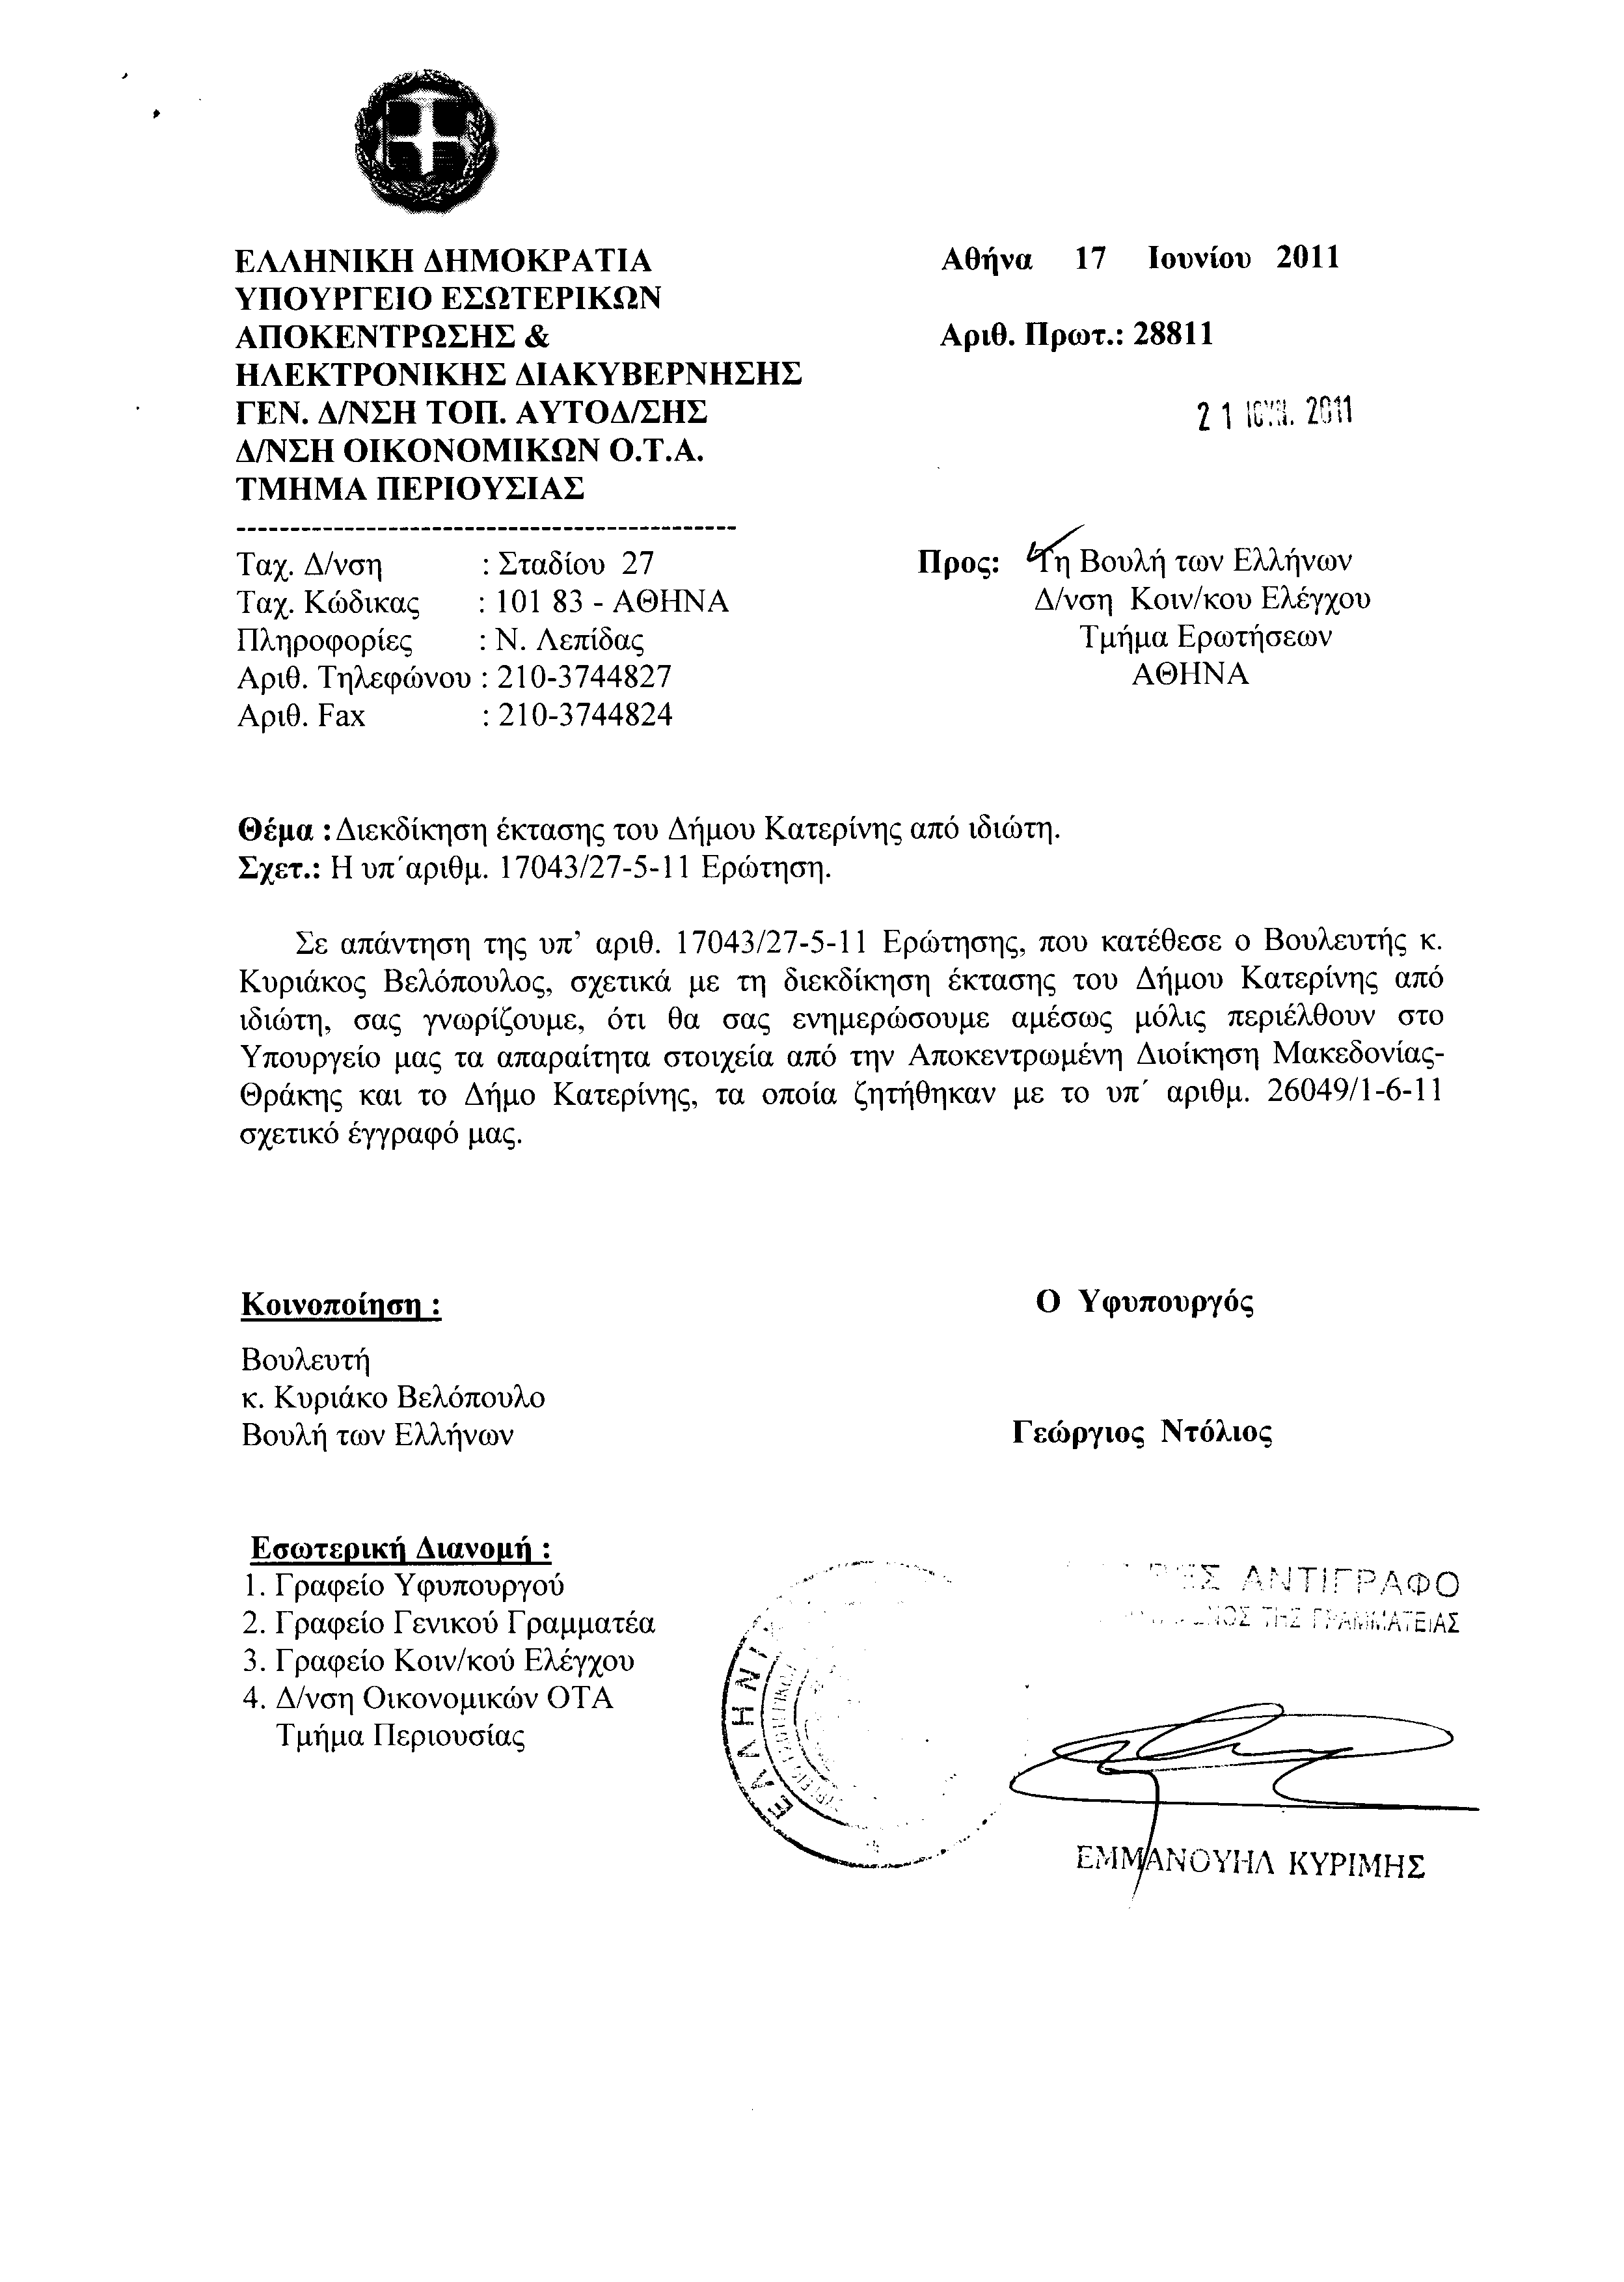 ΕΛΛΗΝΙΚΗ ΔΗΜΟΚΡΑΤΙΑ
ΥΠΟΥΡΓΕΙΟ ΕΣΩΤΕΡΙΚΩΝ
ΑΠΟΚΕΝΤΡΩΣΗΣ &
ΗΛΕΚΤΡΟΝΙΚΗΣ ΔΙΑΚΥΒΕΡΝΗΣΗΣ
ΓΕΝ. Δ/ΝΣΗ ΤΟΠ. ΑΥΤΟΔ/ΣΗΣ
Δ/ΝΣΗ ΟΙΚΟΝΟΜΙΚΩΝ Ο.Τ.Α.
ΤΜΗΜΑ ΠΕΡΙΟΥΣΙΑΣ
---------------------------------------------
Ταχ. Δ/νση : Σταδίου 27
Ταχ. Κώδικας : 101 83 - ΑΘΗΝΑ
Πληροφορίες : Ν. Λεπίδας
Αριθ. Τηλεφώνου : 210-3744827
Αριθ. Fax : 210-3744824
Αθήνα 17 Ιουνίου 2011
Αριθ. Πρωτ.: 28811
21 ΙΟΥΝ. 2011
Προς: Τη Βουλή των Ελλήνων
Δ/νση Κοιν/κου Ελέγχου
Τμήμα Ερωτήσεων
ΑΘΗΝΑ
Θέμα : Διεκδίκηση έκτασης του Δήμου Κατερίνης από ιδιώτη.
Σχετ.: Η υπ΄αριθμ. 17043/27-5-11 Ερώτηση.
Σε απάντηση της υπ’ αριθ. 17043/27-5-11 Ερώτησης, που κατέθεσε ο Βουλευτής κ.
Κυριάκος Βελόπουλος, σχετικά με τη διεκδίκηση έκτασης του Δήμου Κατερίνης από
ιδιώτη, σας γνωρίζουμε, ότι θα σας ενημερώσουμε αμέσως μόλις περιέλθουν στο
Υπουργείο μας τα απαραίτητα στοιχεία από την Αποκεντρωμένη Διοίκηση Μακεδονίας-
Θράκης και το Δήμο Κατερίνης, τα οποία ζητήθηκαν με το υπ΄ αριθμ. 26049/1-6-11
σχετικό έγγραφό μας.
Κοινοποίηση :
Βουλευτή
κ. Κυριάκο Βελόπουλο
Βουλή των Ελλήνων
Ο Υφυπουργός
Γεώργιος Ντόλιος
Εσωτερική Διανομή :
1. Γραφείο Υφυπουργού
2. Γραφείο Γενικού Γραμματέα
3. Γραφείο Κοιν/κού Ελέγχου
4. Δ/νση Οικονομικών ΟΤΑ
Τμήμα Περιουσίας
ΑΝΤΙΓΡΑΦΟ
ΤΗΣ ΓΡΑΜΜΑΤΕΙΑΣ
ΕΜΜΑΝΟΥΗΛ ΚΥΡΙΜΗΣ